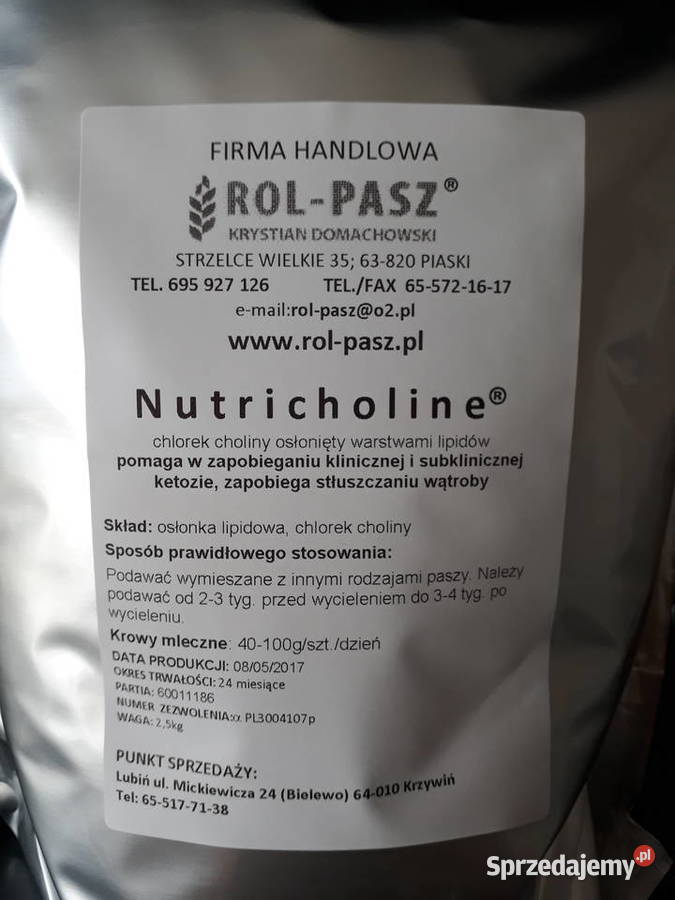 FIRMA HANDLOWA
ROL-PASZ®
KRYSTIAN DOMACHOWSKI
STRZELCE WIELKIE 35; 63-820 PIASKI
TEL. 695 927 126 TEL./FAX 65-572-16-17
e-mail:rol-pasz@o2.pl
www.rol-pasz.pl
Nutricholine®
chlorek choliny osłonięty warstwami lipidów
pomaga w zapobieganiu klinicznej i subklinicznej
ketozie, zapobiega stłuszczaniu wątroby
Skład: osłonka lipidowa, chlorek choliny
Sposób prawidłowego stosowania:
Podawać wymieszane z innymi rodzajami paszy. Należy
podawać od 2-3 tyg. przed wycieleniem do 3-4 tyg. po
wycieleniu.
Krowy mleczne: 40-100g/szt./dzień
DATA PRODUKCJI: 08/05/2017
OKRES TRWAŁOŚCI: 24 miesiące
PARTIA: 60011186
NUMER ZEZWOLENIA:α PL3004107p
WAGA: 2,5kg
PUNKT SPRZEDAŻY:
Lubiń ul. Mickiewicza 24 (Bielewo) 64-010 Krzywiń
Tel: 65-517-71-38
Sprzedajemy.pl